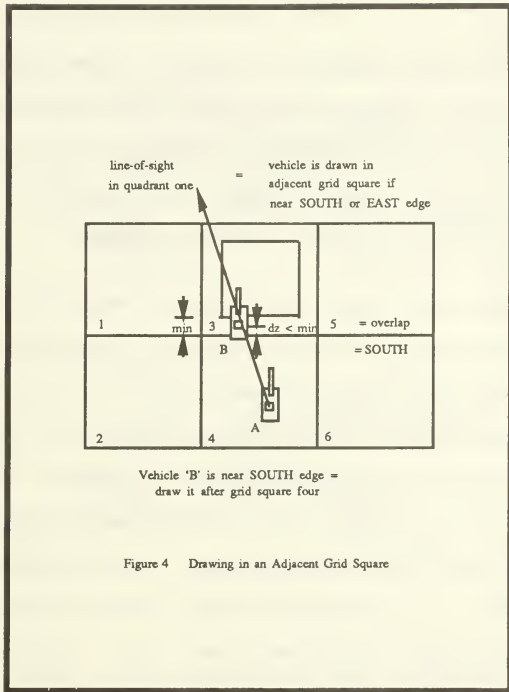 line-of-sight
in quadrant one
= vehicle is drawn in
adjacent grid square if
near SOUTH or EAST edge
1
min
3
dz < min
5 = overlap
B
= SOUTH
A
2
4
6
Vehicle 'B' is near SOUTH edge =
draw it after grid square four
Figure 4 Drawing in an Adjacent Grid Square